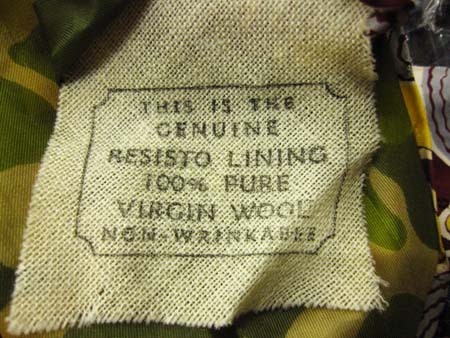 THIS IS THE
GENUINE
RESISTO LINING
100% PURE
VIRGIN WOOL
NON-WRINKABLE